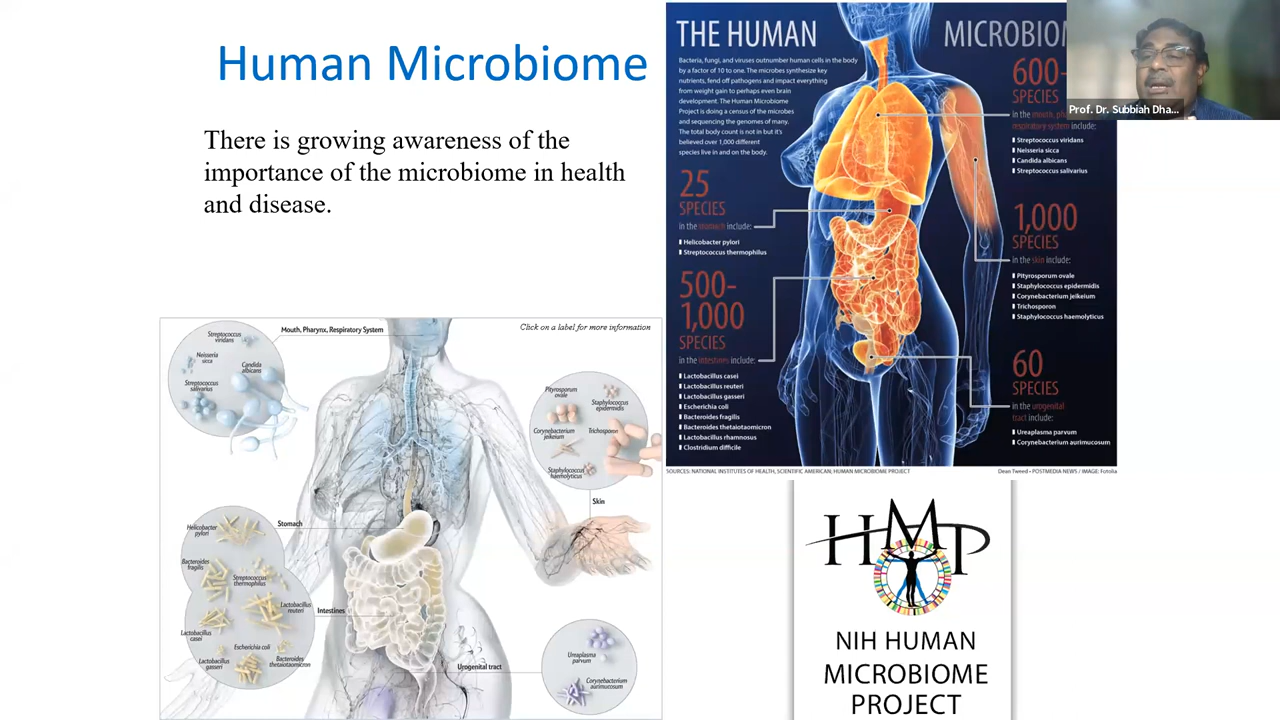 Human Microbiome
There is growing awareness of the
importance of the microbiome in health
and disease.
THE HUMAN
Bacteria, fungi, and viruses outnumber human cells in the body
by a factor of 10 to one. The microbes synthesize key
nutrients, fend off pathogens and impact everything
from weight gain to perhaps even brain
development. The Human Microbiome
Project is doing a census of the microbes
and sequencing the genomes of many.
The total body count is not in but it's
believed over 1,000 different
species live in and on the body.
25
SPECIES
in the stomach include:
Helicobacter pylori
Streptococcus thermophilus
500-
1,000
SPECIES
in the intestines include:
Lactobacillus casei
Lactobacillus reuteri
Lactobacillus gasseri
Escherichia coli
Bacteroides fragilis
Bacteroides thetaiotaomicron
Lactobacillus rhamnosus
Clostridium difficile
600-
SPECIES
in the mouth,
respiratory system include:
Streptococcus viridans
Neisseria sicca
Candida albicans
Streptococcus salivarius
1,000
SPECIES
in the skin include:
Pityrosporum ovale
Staphylococcus epidermidis
Corynebacterium jeikeium
Trichosporon
Staphylococcus haemolyticus
60
SPECIES
in the urogenital
tract include:
Ureaplasma parvum
Corynebacterium aurimucosum
SOURCES: NATIONAL INSTITUTES OF HEALTH, SCIENTIFIC AMERICAN, HUMAN MICROBIOME PROJECT
Dean Tweed • POSTMEDIA NEWS / IMAGE: Fotolia
Prof. Dr. Subbiah Dha...
Click on a label for more information
Mouth, Pharynx, Respiratory System
Streptococcus
viridans
Neisseria
sicca
Candida
albicans
Streptococcus
salivarius
Pityrosporum
ovale
Staphylococcus
epidermidis
Corynebacterium
jeikeium
Trichosporon
Staphylococcus
haemolyticus
Skin
Stomach
Helicobacter
pylori
Bacteroides
fragilis
Streptococcus
thermophilus
Lactobacillus
reuteri
Intestines
Lactobacillus
casei
Escherichia coli
Lactobacillus
gasseri
Bacteroides
thetaiotaomicron
Urogenital tract
Ureaplasma
parvum
Corynebacterium
aurimucosum
HMP
NIH HUMAN
MICROBIOME
PROJECT